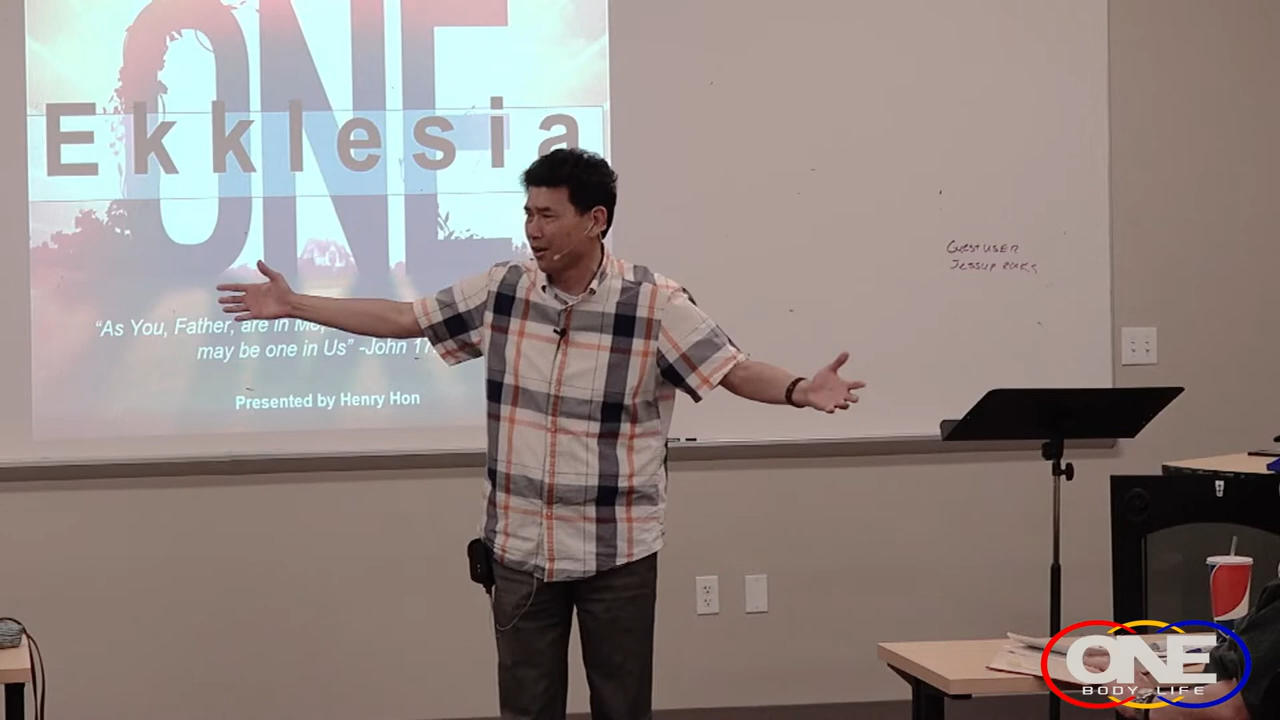 ONE
Ekklesia
"As You, Father, are in Me,
may be one in Us" -John 17
Presented by Henry Hon
Guest User
Jessup
ONE
BODY LIFE